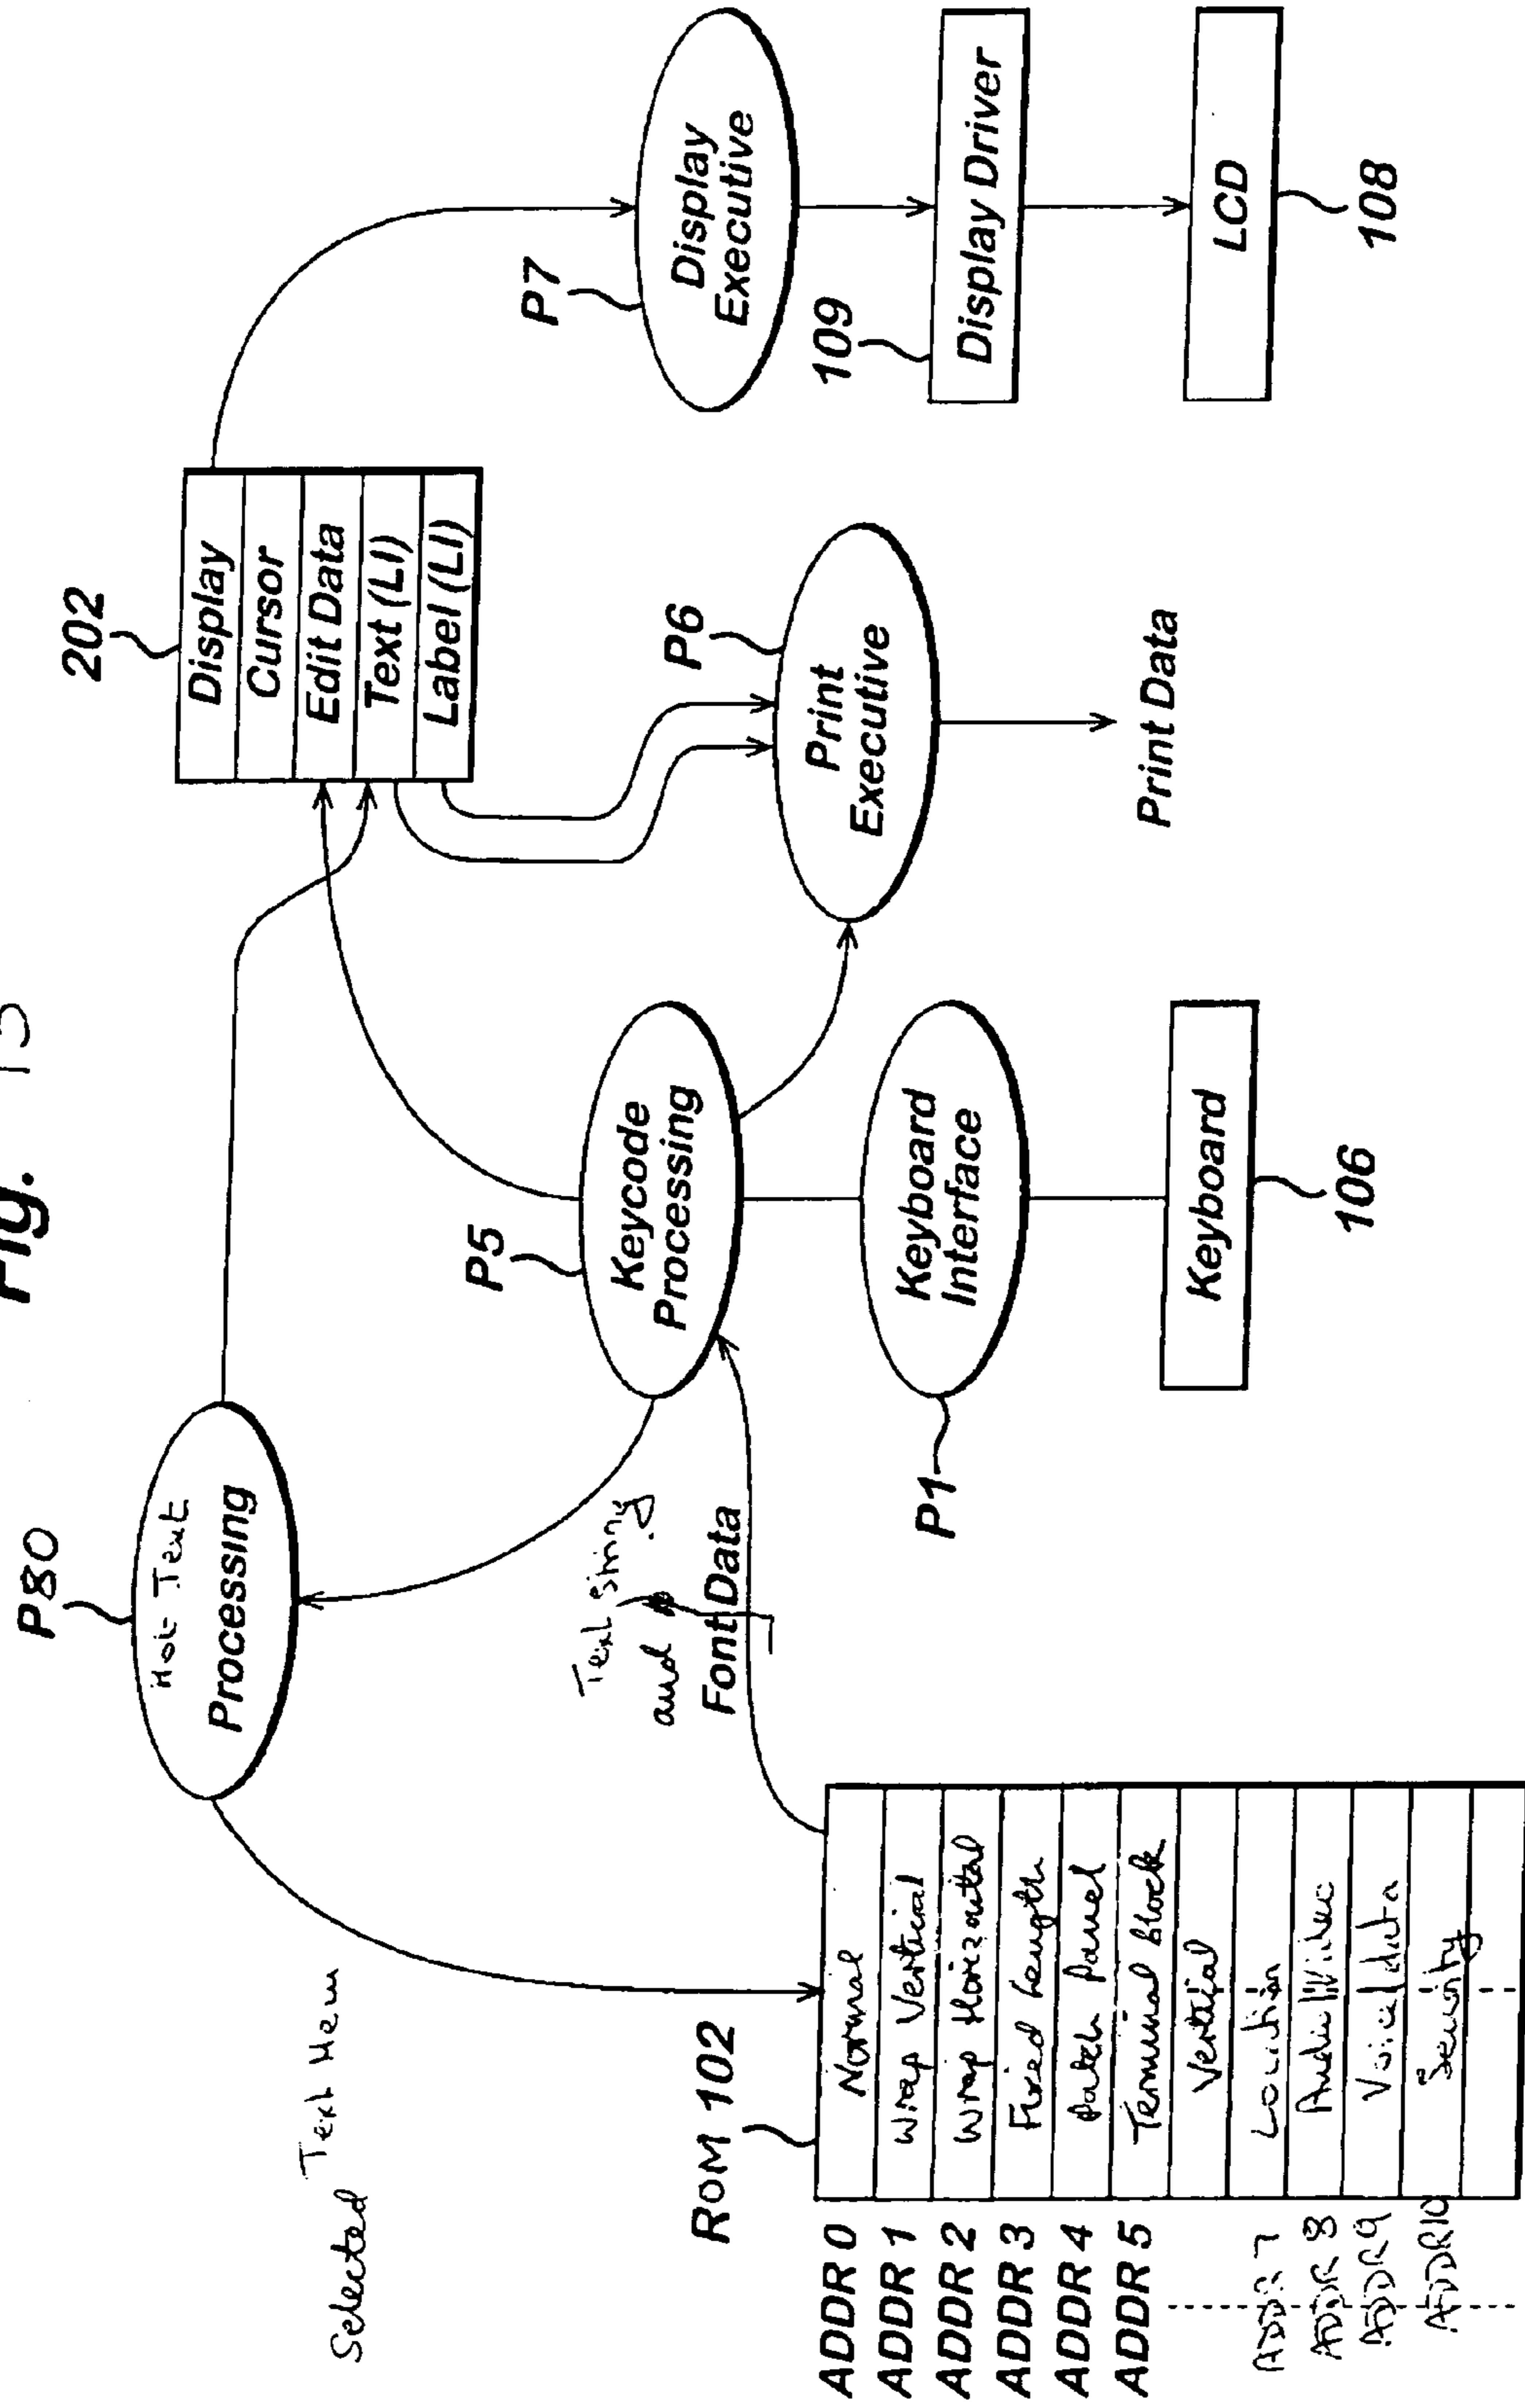 Fig. 15
P80
Hot Text
Processing
202
Display
Cursor
Edit Data
Text (LI)
Label (LI)
P5
Keycode
Processing
P7
Display
Executive
P6
Print
Executive
109
Display Driver
LCD
108
Print Data
P1
Keyboard
Interface
Keyboard
106
Text String
and
Font Data
Selected Text Mem
ROM 102
ADDR 0 Normal
ADDR 1 Wrap Vertical
ADDR 2 Wrap Horizontal
ADDR 3 Fixed Length
ADDR 4 Patch Panel
ADDR 5 Terminal Block
Vertical
ADDR 7 Location
ADDR 8 Audio/Video
ADDR 9 Voice/data
ADDR10 Security